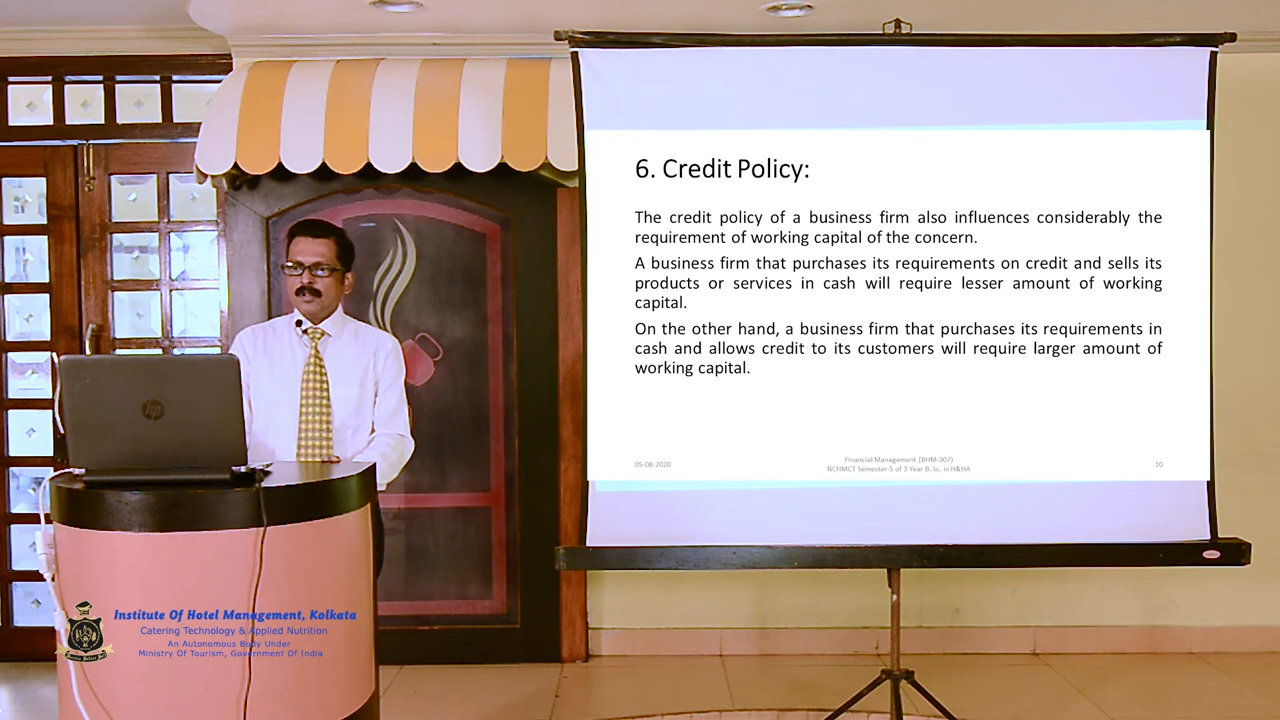 6. Credit Policy:
The credit policy of a business firm also influences considerably the
requirement of working capital of the concern.
A business firm that purchases its requirements on credit and sells its
products or services in cash will require lesser amount of working
capital.
On the other hand, a business firm that purchases its requirements in
cash and allows credit to its customers will require larger amount of
working capital.
05-08-2020
Financial Management (BHM-307)
NCHMCT Semester-5 of 3 Year B. Sc. in H&HA
10
hp
Institute Of Hotel Management, Kolkata
Catering Technology & Applied Nutrition
An Autonomous Body Under
Ministry Of Tourism, Government Of India